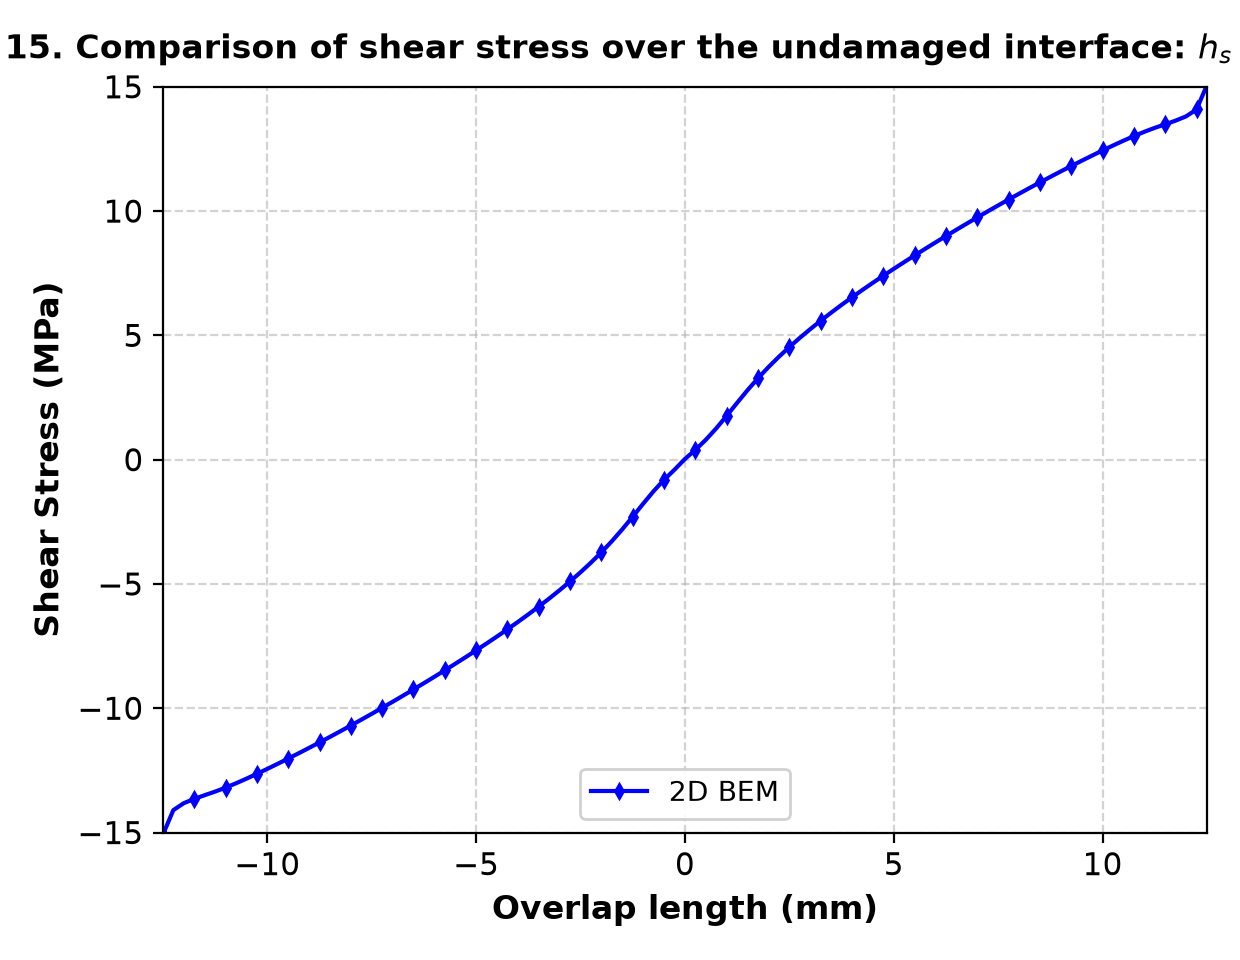 15. Comparison of shear stress over the undamaged interface: hₛ
15
10
5
0
−5
−10
−15
Shear Stress (MPa)
2D BEM
−10 −5 0 5 10
Overlap length (mm)